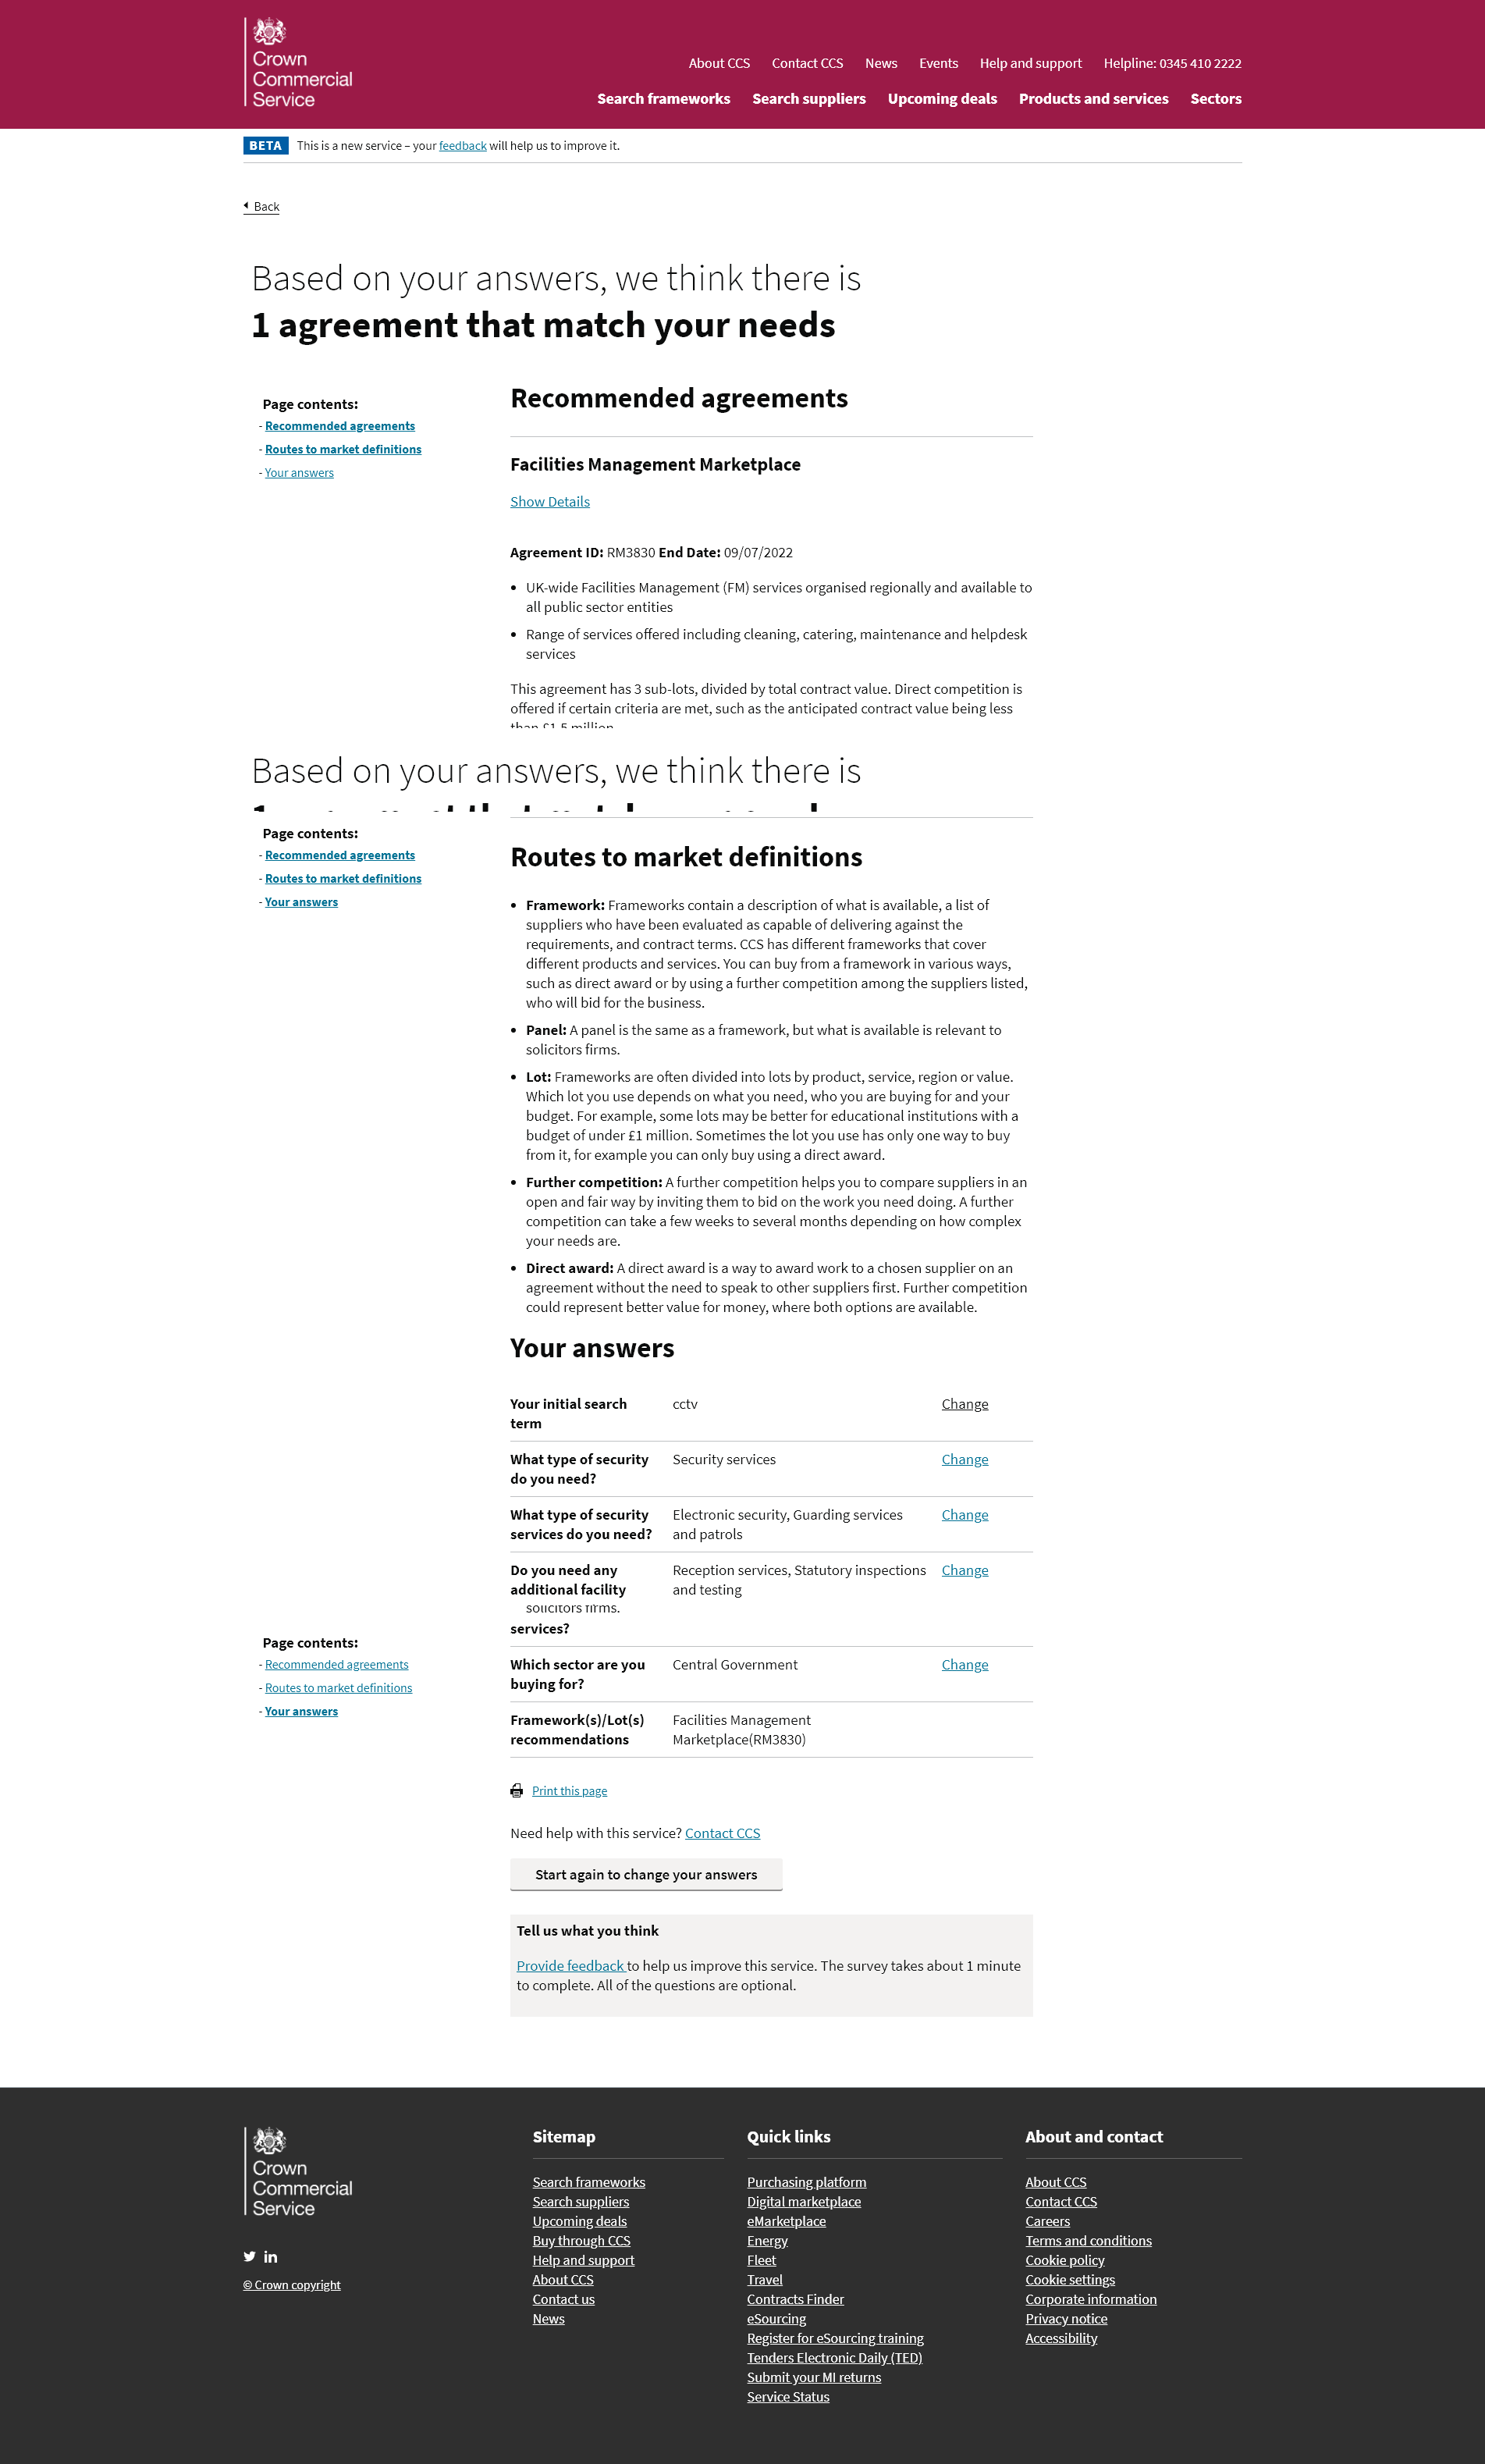 Crown
Commercial
Service
About CCS Contact CCS News Events Help and support Helpline: 0345 410 2222
Search frameworks Search suppliers Upcoming deals Products and services Sectors
BETA This is a new service – your feedback will help us to improve it.
Back
Based on your answers, we think there is
1 agreement that match your needs
Page contents:
- Recommended agreements
- Routes to market definitions
- Your answers
Recommended agreements
Facilities Management Marketplace
Show Details
Agreement ID: RM3830 End Date: 09/07/2022
• UK-wide Facilities Management (FM) services organised regionally and available to
all public sector entities
• Range of services offered including cleaning, catering, maintenance and helpdesk
services
This agreement has 3 sub-lots, divided by total contract value. Direct competition is
offered if certain criteria are met, such as the anticipated contract value being less
than £1.5 million
Based on your answers, we think there is
1 agreement that match your needs
Page contents:
- Recommended agreements
- Routes to market definitions
- Your answers
Routes to market definitions
• Framework: Frameworks contain a description of what is available, a list of
suppliers who have been evaluated as capable of delivering against the
requirements, and contract terms. CCS has different frameworks that cover
different products and services. You can buy from a framework in various ways,
such as direct award or by using a further competition among the suppliers listed,
who will bid for the business.
• Panel: A panel is the same as a framework, but what is available is relevant to
solicitors firms.
• Lot: Frameworks are often divided into lots by product, service, region or value.
Which lot you use depends on what you need, who you are buying for and your
budget. For example, some lots may be better for educational institutions with a
budget of under £1 million. Sometimes the lot you use has only one way to buy
from it, for example you can only buy using a direct award.
• Further competition: A further competition helps you to compare suppliers in an
open and fair way by inviting them to bid on the work you need doing. A further
competition can take a few weeks to several months depending on how complex
your needs are.
• Direct award: A direct award is a way to award work to a chosen supplier on an
agreement without the need to speak to other suppliers first. Further competition
could represent better value for money, where both options are available.
Your answers
Your initial search cctv Change
term
What type of security Security services Change
do you need?
What type of security Electronic security, Guarding services Change
services do you need? and patrols
Do you need any Reception services, Statutory inspections Change
additional facility and testing
solicitors firms.
services?
Page contents:
- Recommended agreements
- Routes to market definitions
- Your answers
Which sector are you Central Government Change
buying for?
Framework(s)/Lot(s) Facilities Management
recommendations Marketplace(RM3830)
Print this page
Need help with this service? Contact CCS
Start again to change your answers
Tell us what you think
Provide feedback to help us improve this service. The survey takes about 1 minute
to complete. All of the questions are optional.
Crown
Commercial
Service
© Crown copyright
Sitemap
Search frameworks
Search suppliers
Upcoming deals
Buy through CCS
Help and support
About CCS
Contact us
News
Quick links
Purchasing platform
Digital marketplace
eMarketplace
Energy
Fleet
Travel
Contracts Finder
eSourcing
Register for eSourcing training
Tenders Electronic Daily (TED)
Submit your MI returns
Service Status
About and contact
About CCS
Contact CCS
Careers
Terms and conditions
Cookie policy
Cookie settings
Corporate information
Privacy notice
Accessibility